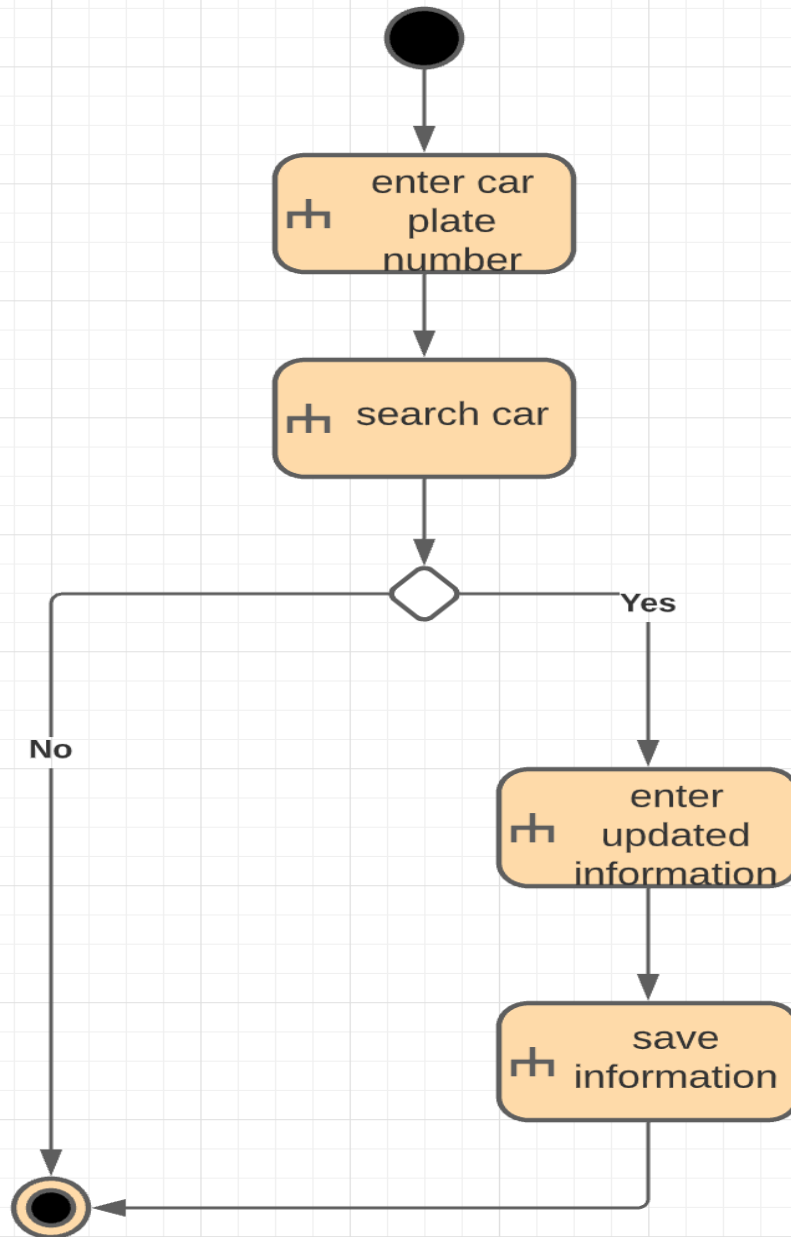 enter car
plate
number
search car
Yes
No
enter
updated
information
save
information